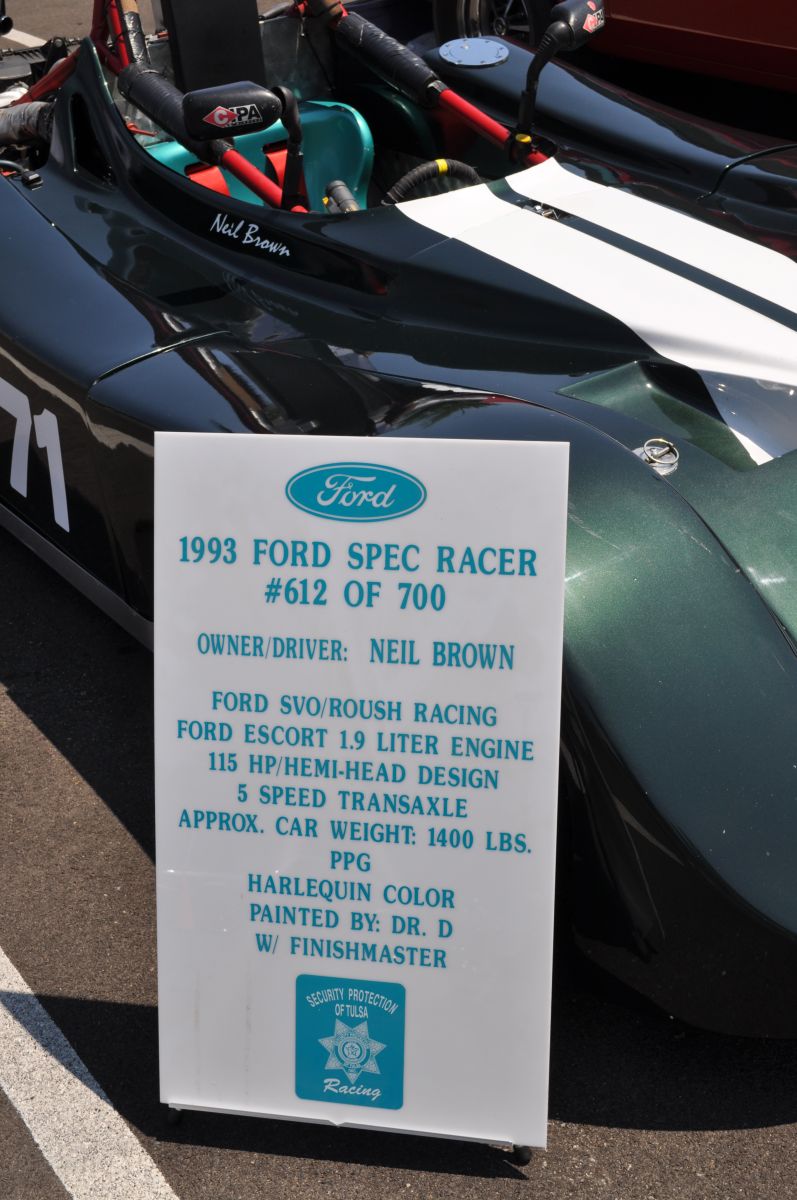 CIPA
CIPA
Neil Brown
71
Ford
1993 FORD SPEC RACER
#612 OF 700
OWNER/DRIVER: NEIL BROWN
FORD SVO/ROUSH RACING
FORD ESCORT 1.9 LITER ENGINE
115 HP/HEMI-HEAD DESIGN
5 SPEED TRANSAXLE
APPROX. CAR WEIGHT: 1400 LBS.
PPG
HARLEQUIN COLOR
PAINTED BY: DR. D
W/ FINISHMASTER
SECURITY PROTECTION
OF TULSA
Racing